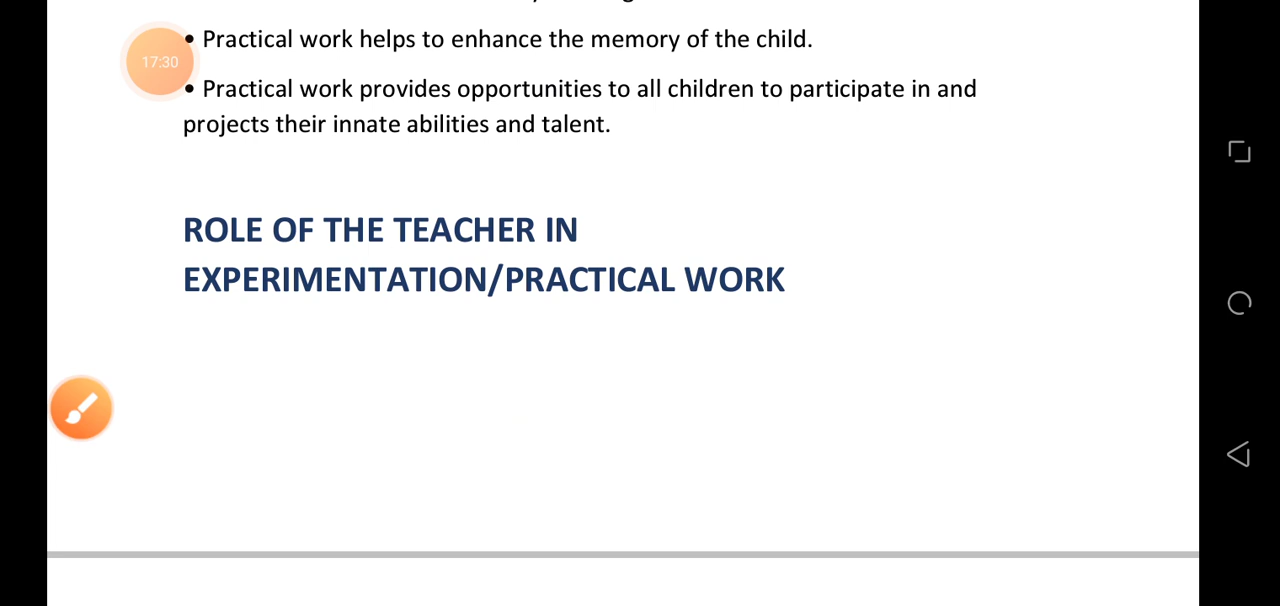 • Practical work helps to enhance the memory of the child.
17:30
• Practical work provides opportunities to all children to participate in and
projects their innate abilities and talent.
ROLE OF THE TEACHER IN
EXPERIMENTATION/PRACTICAL WORK